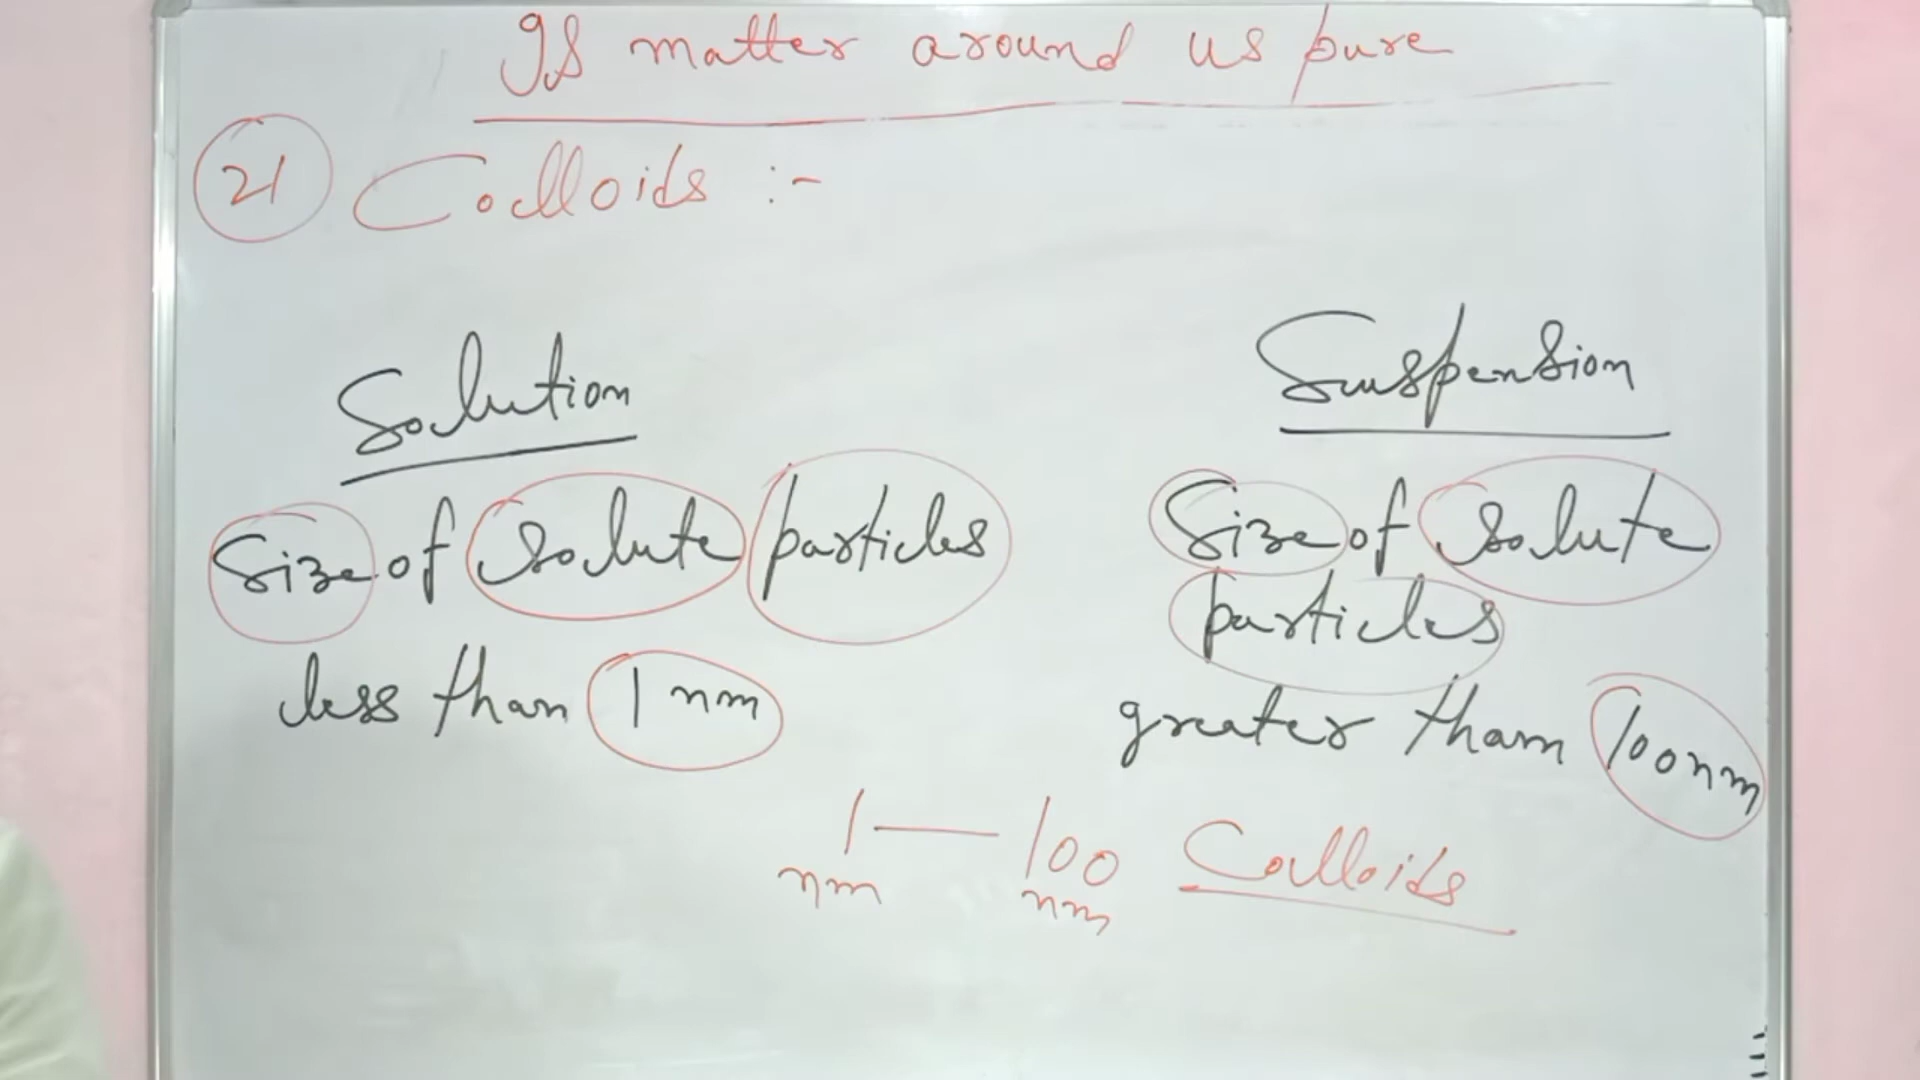 Is matter around us pure
21 Colloids :-
Solution
Size of solute particles
less than 1 nm
Suspension
Size of solute
particles
greater than 100nm
1 — 100 Colloids
nm nm